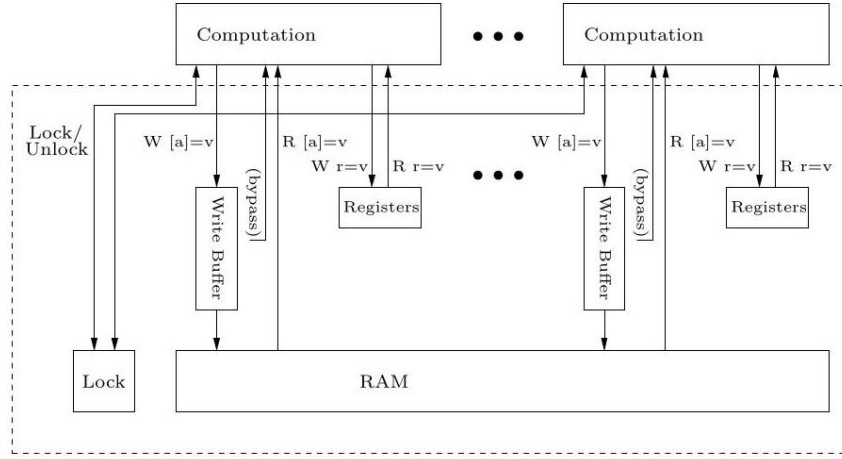 Computation
Computation
Lock/
Unlock
W [a]=v
R [a]=v
W r=v
R r=v
W [a]=v
R [a]=v
W r=v
R r=v
(bypass)
Write Buffer
Registers
(bypass)
Write Buffer
Registers
Lock
RAM